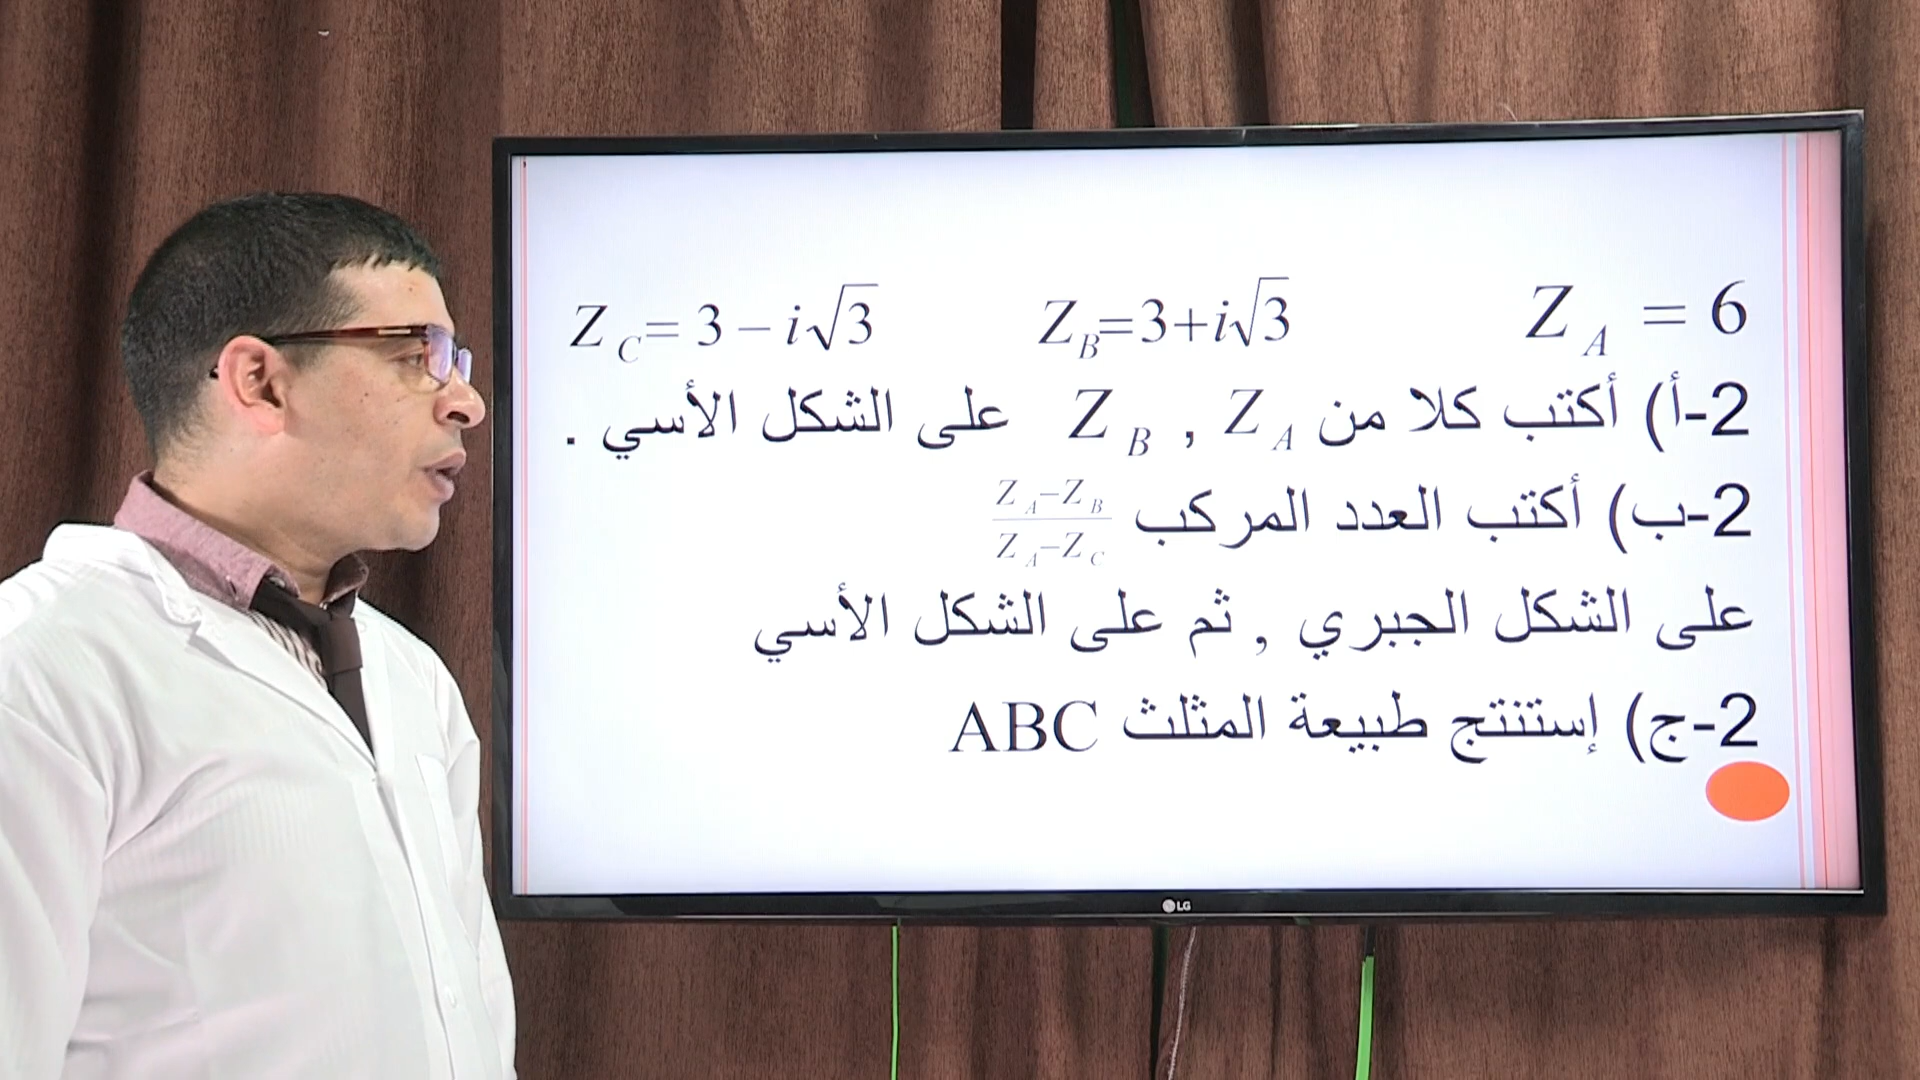 Z_A = 6    Z_B=3+i√3    Z_C= 3 – i√3
2-أ) أكتب كلا من Z_A , Z_B على الشكل الأسي .
2-ب) أكتب العدد المركب (Z_A–Z_B)/(Z_A–Z_C)
على الشكل الجبري , ثم على الشكل الأسي
2-ج) إستنتج طبيعة المثلث ABC
LG